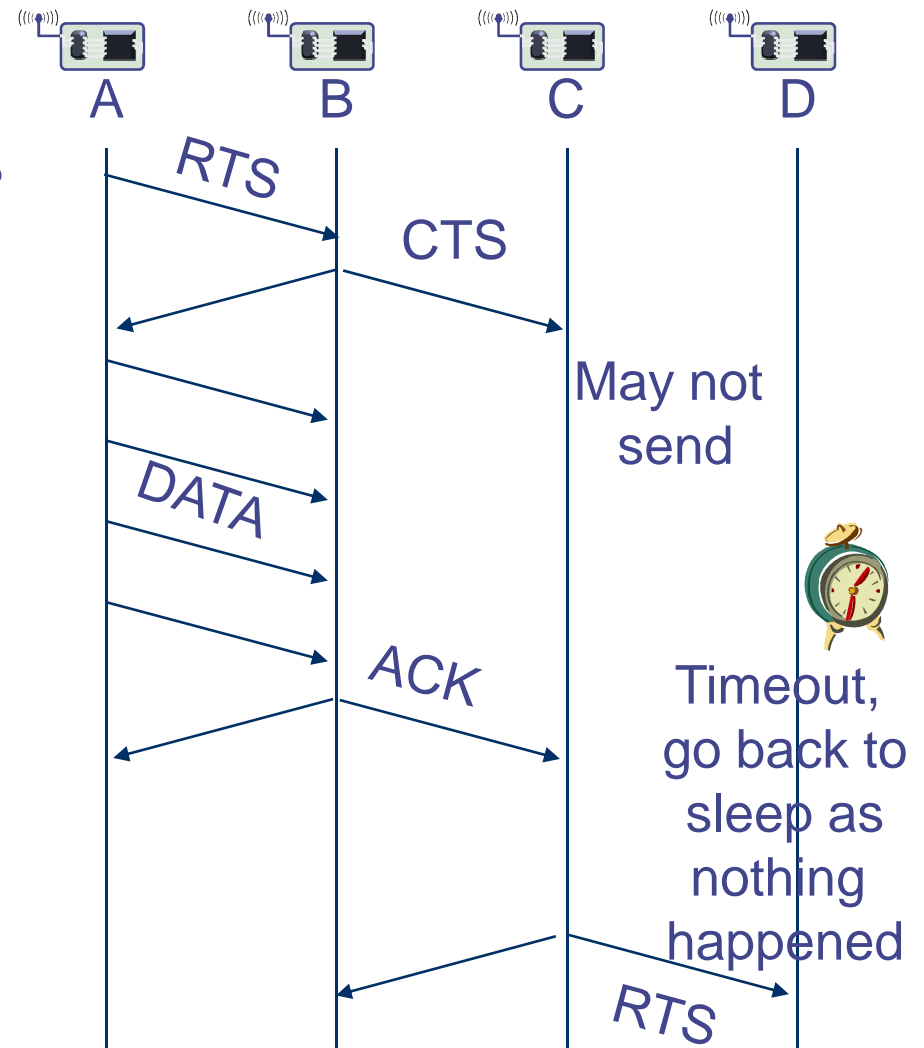 A
B
C
D
RTS
CTS
May not
send
DATA
ACK
Timeout,
go back to
sleep as
nothing
happened
RTS